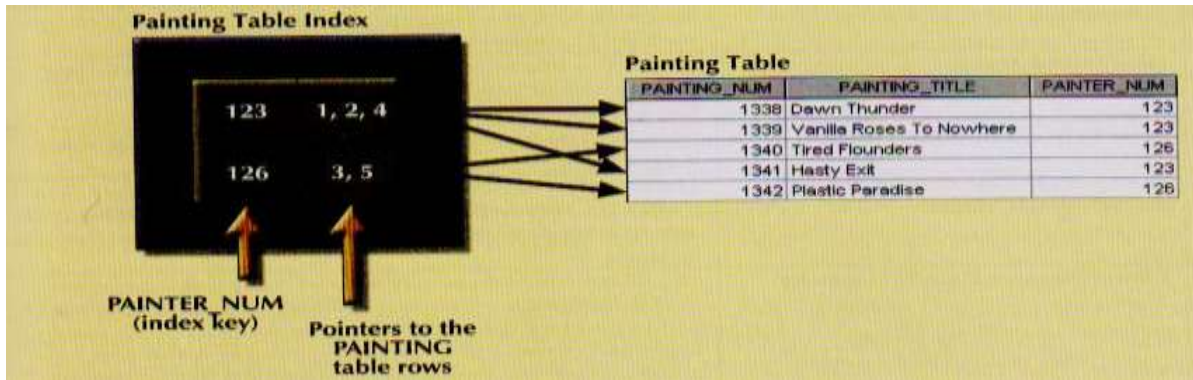 Painting Table Index
123 1, 2, 4
126 3, 5
PAINTER_NUM
(index key)
Pointers to the
PAINTING
table rows
Painting Table
PAINTING_NUM PAINTING_TITLE PAINTER_NUM
1338 Dawn Thunder 123
1339 Vanilla Roses To Nowhere 123
1340 Tired Flounders 126
1341 Hasty Exit 123
1342 Plastic Paradise 126